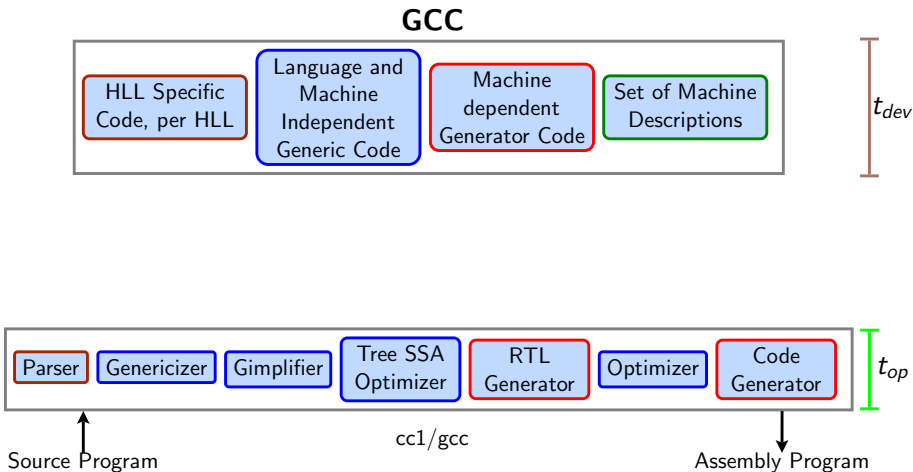 GCC
HLL Specific
Code, per HLL
Language and
Machine
Independent
Generic Code
Machine
dependent
Generator Code
Set of Machine
Descriptions
t_dev
Parser
Genericizer
Gimplifier
Tree SSA
Optimizer
RTL
Generator
Optimizer
Code
Generator
t_op
cc1/gcc
Source Program
Assembly Program